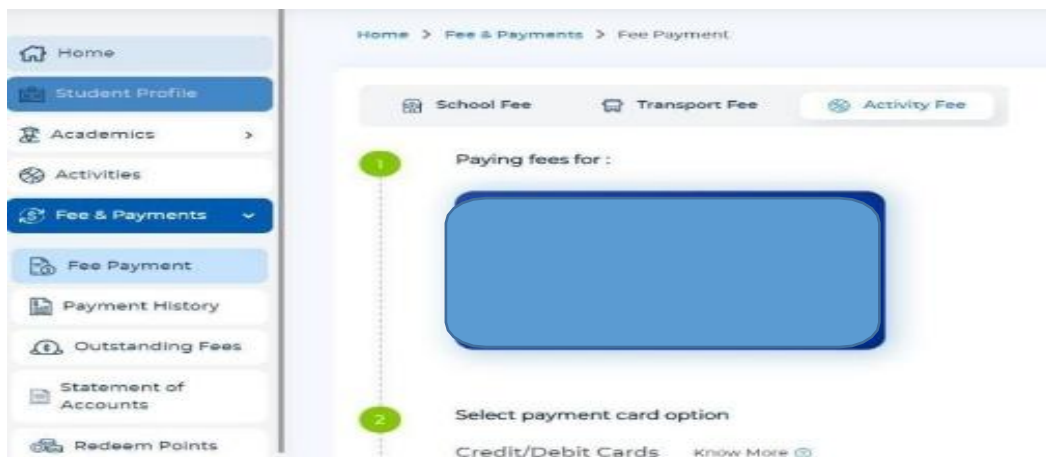 Home > Fee & Payments > Fee Payment
Home
Student Profile
Academics >
Activities
Fee & Payments
Fee Payment
Payment History
Outstanding Fees
Statement of
Accounts
Redeem Points
School Fee Transport Fee Activity Fee
1 Paying fees for :
2 Select payment card option
Credit/Debit Cards Know More